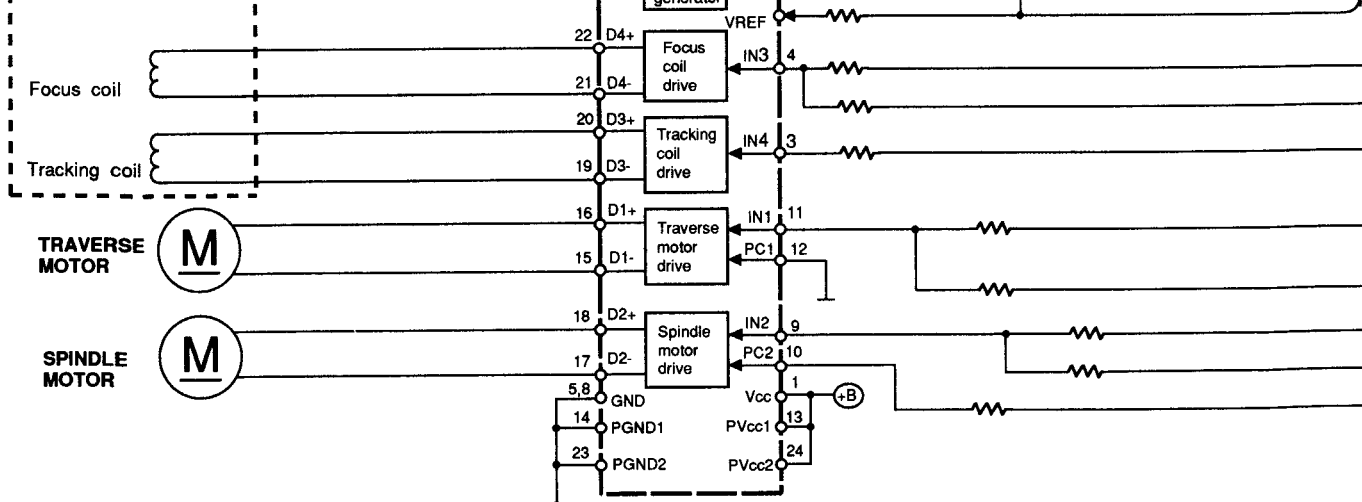 generator
VREF
22 D4+
Focus
coil
drive
IN3 4
Focus coil
21 D4-
20 D3+
Tracking
coil
drive
IN4 3
Tracking coil
19 D3-
16 D1+
Traverse
motor
drive
IN1 11
PC1 12
TRAVERSE
MOTOR
M
15 D1-
18 D2+
Spindle
motor
drive
IN2 9
PC2 10
SPINDLE
MOTOR
M
17 D2-
5,8 GND
Vcc 1
+B
14 PGND1
PVcc1 13
23 PGND2
PVcc2 24